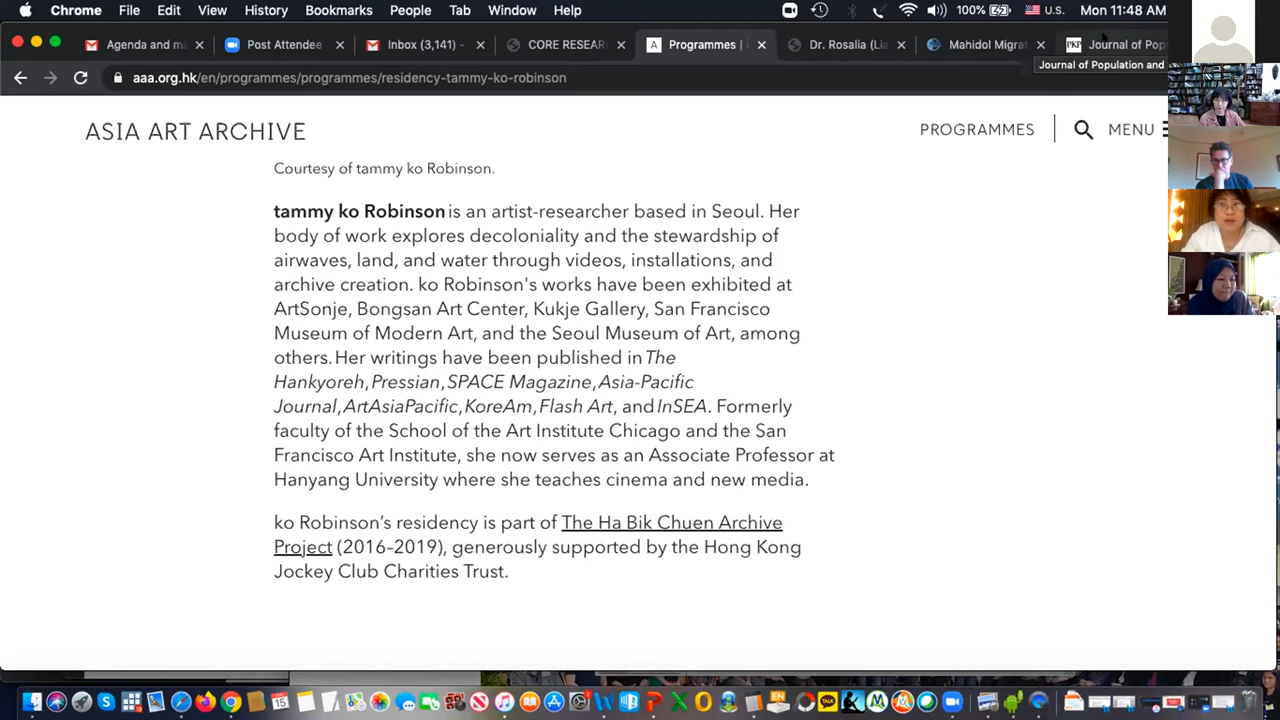 Chrome File Edit View History Bookmarks People Tab Window Help 100% U.S. Mon 11:48 AM
Agenda and m Post Attendee Inbox (3,141) - CORE RESEAR Programmes | Dr. Rosalia (Lia Mahidol Migrat PKP Journal of Pop
aaa.org.hk/en/programmes/programmes/residency-tammy-ko-robinson
Journal of Population and
ASIA ART ARCHIVE
PROGRAMMES
MENU
Courtesy of tammy ko Robinson.
tammy ko Robinson is an artist-researcher based in Seoul. Her
body of work explores decoloniality and the stewardship of
airwaves, land, and water through videos, installations, and
archive creation. ko Robinson's works have been exhibited at
ArtSonje, Bongsan Art Center, Kukje Gallery, San Francisco
Museum of Modern Art, and the Seoul Museum of Art, among
others. Her writings have been published in The
Hankyoreh, Pressian, SPACE Magazine, Asia-Pacific
Journal, ArtAsiaPacific, KoreAm, Flash Art, and InSEA. Formerly
faculty of the School of the Art Institute Chicago and the San
Francisco Art Institute, she now serves as an Associate Professor at
Hanyang University where she teaches cinema and new media.
ko Robinson's residency is part of The Ha Bik Chuen Archive
Project (2016–2019), generously supported by the Hong Kong
Jockey Club Charities Trust.